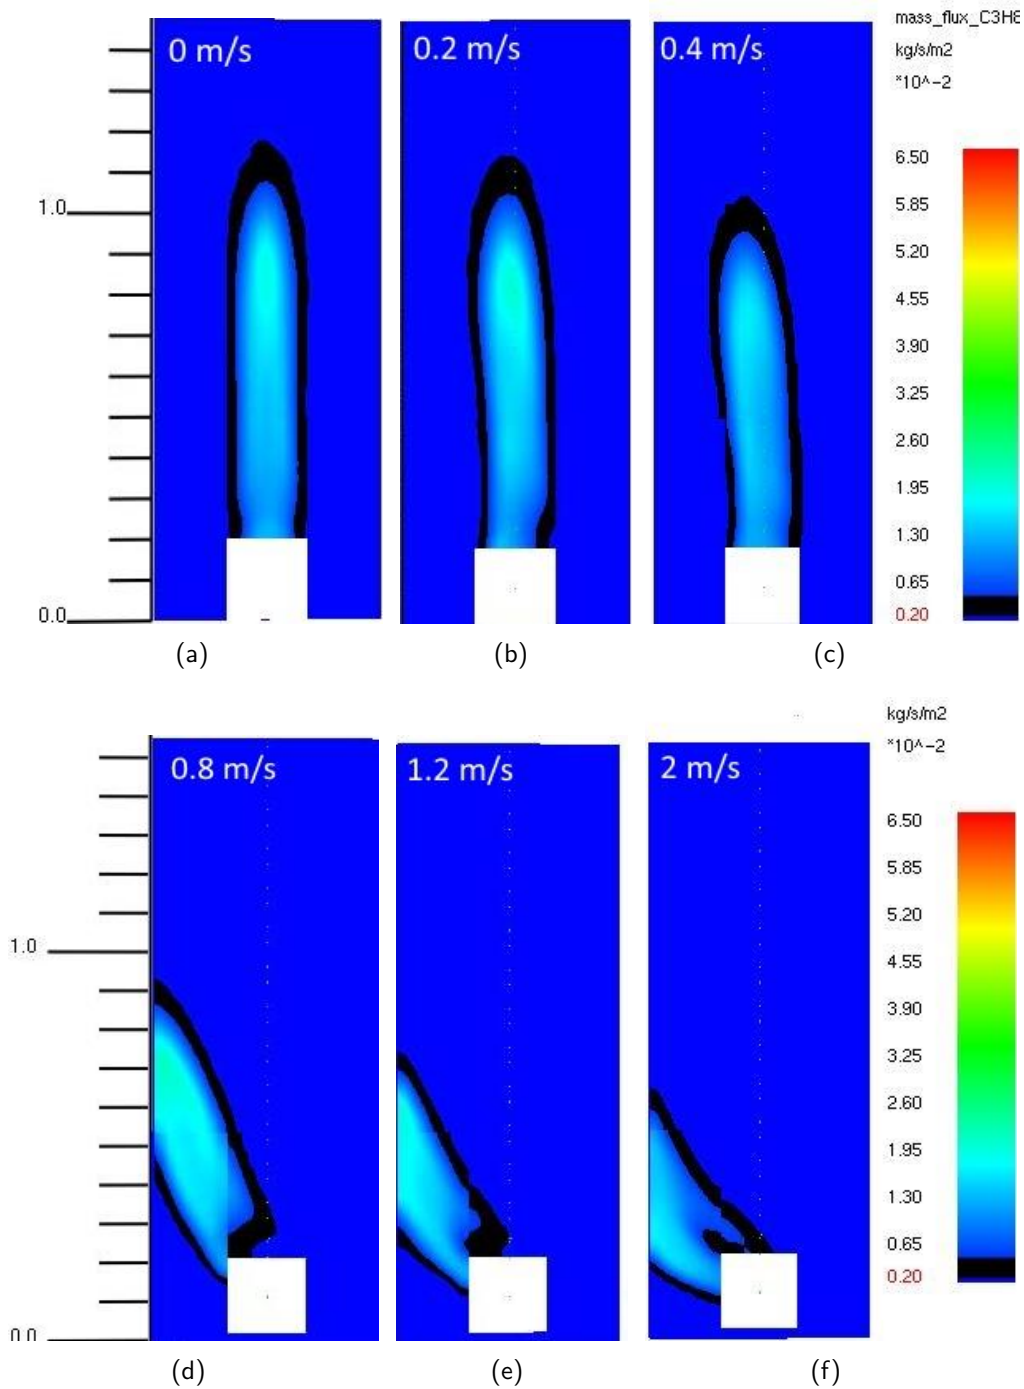 0 m/s
0.2 m/s
0.4 m/s
mass_flux_C3H8
kg/s/m2
*10^-2
6.50
5.85
5.20
4.55
3.90
3.25
2.60
1.95
1.30
0.65
0.20
1.0
0.0
(a)
(b)
(c)
0.8 m/s
1.2 m/s
2 m/s
kg/s/m2
*10^-2
6.50
5.85
5.20
4.55
3.90
3.25
2.60
1.95
1.30
0.65
0.20
1.0
0.0
(d)
(e)
(f)